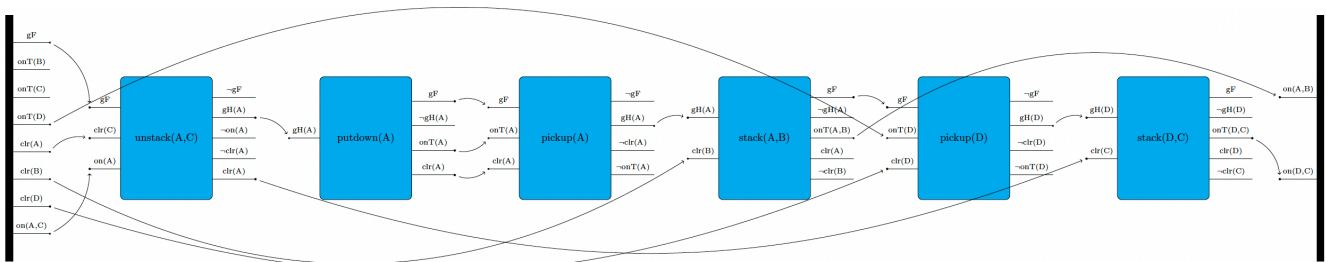 gF
onT(B)
onT(C)
onT(D)
clr(A)
clr(B)
clr(D)
on(A,C)
gF
clr(C)
on(A)
unstack(A,C)
¬gF
gH(A)
¬on(A)
¬clr(A)
clr(A)
gH(A)
putdown(A)
gF
¬gH(A)
onT(A)
clr(A)
gF
onT(A)
clr(A)
pickup(A)
¬gF
gH(A)
¬clr(A)
¬onT(A)
gH(A)
clr(B)
stack(A,B)
gF
¬gH(A)
onT(A,B)
clr(A)
¬clr(B)
gF
onT(D)
clr(D)
pickup(D)
¬gF
gH(D)
¬clr(D)
¬onT(D)
gH(D)
clr(C)
stack(D,C)
gF
¬gH(D)
onT(D,C)
clr(D)
¬clr(C)
on(A,B)
on(D,C)